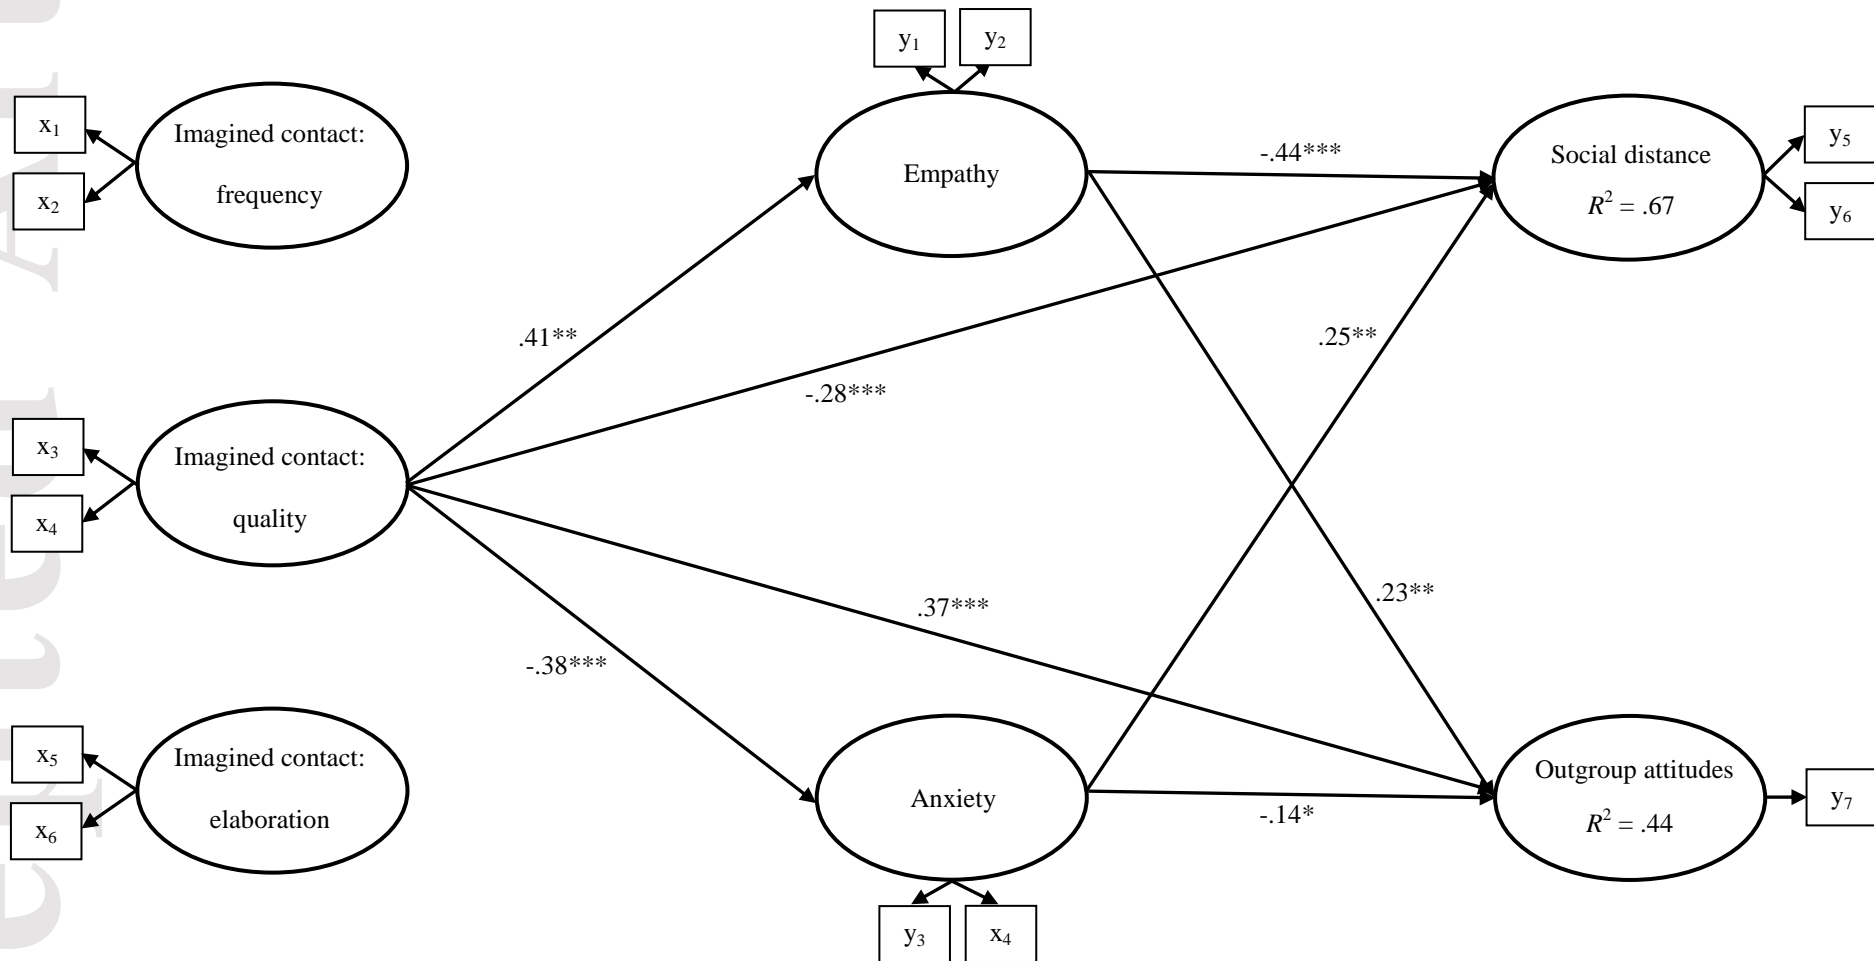 y1
y2
x1
x2
Imagined contact:
frequency
Empathy
-.44***
Social distance
R² = .67
y5
y6
.41**
-.28***
.25**
x3
x4
Imagined contact:
quality
.37***
.23**
-.38***
x5
x6
Imagined contact:
elaboration
Anxiety
-.14*
Outgroup attitudes
R² = .44
y7
y3
x4